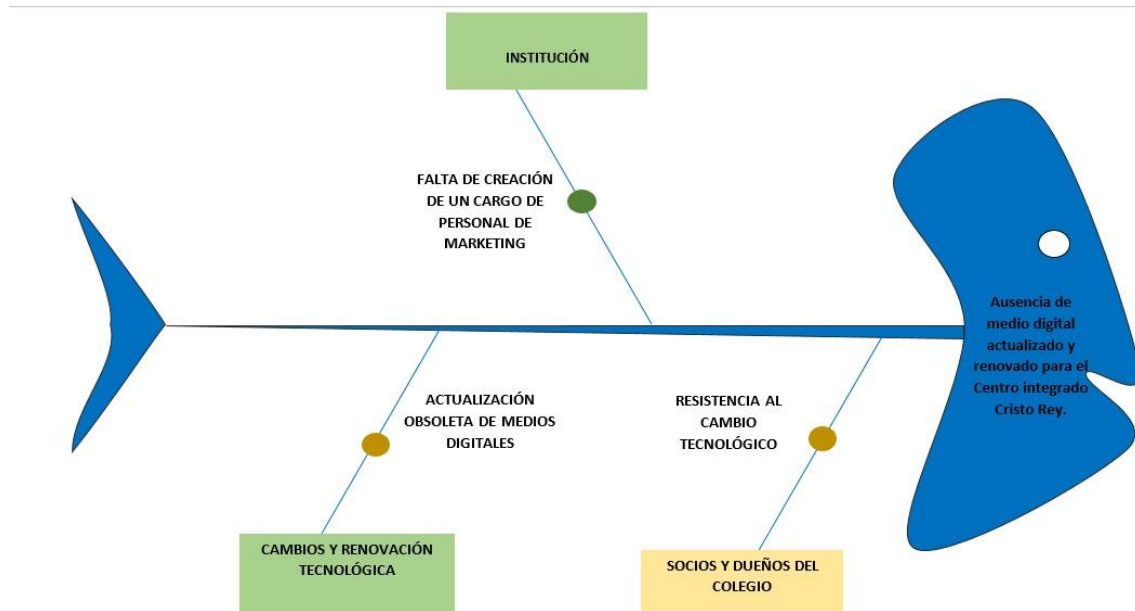 INSTITUCIÓN
FALTA DE CREACIÓN
DE UN CARGO DE
PERSONAL DE
MARKETING
Ausencia de
medio digital
actualizado y
renovado para el
Centro integrado
Cristo Rey.
ACTUALIZACIÓN
OBSOLETA DE MEDIOS
DIGITALES
RESISTENCIA AL
CAMBIO
TECNOLÓGICO
CAMBIOS Y RENOVACIÓN
TECNOLÓGICA
SOCIOS Y DUEÑOS DEL
COLEGIO